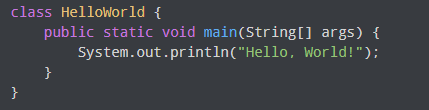 class HelloWorld {
    public static void main(String[] args) {
        System.out.println("Hello, World!");
    }
}